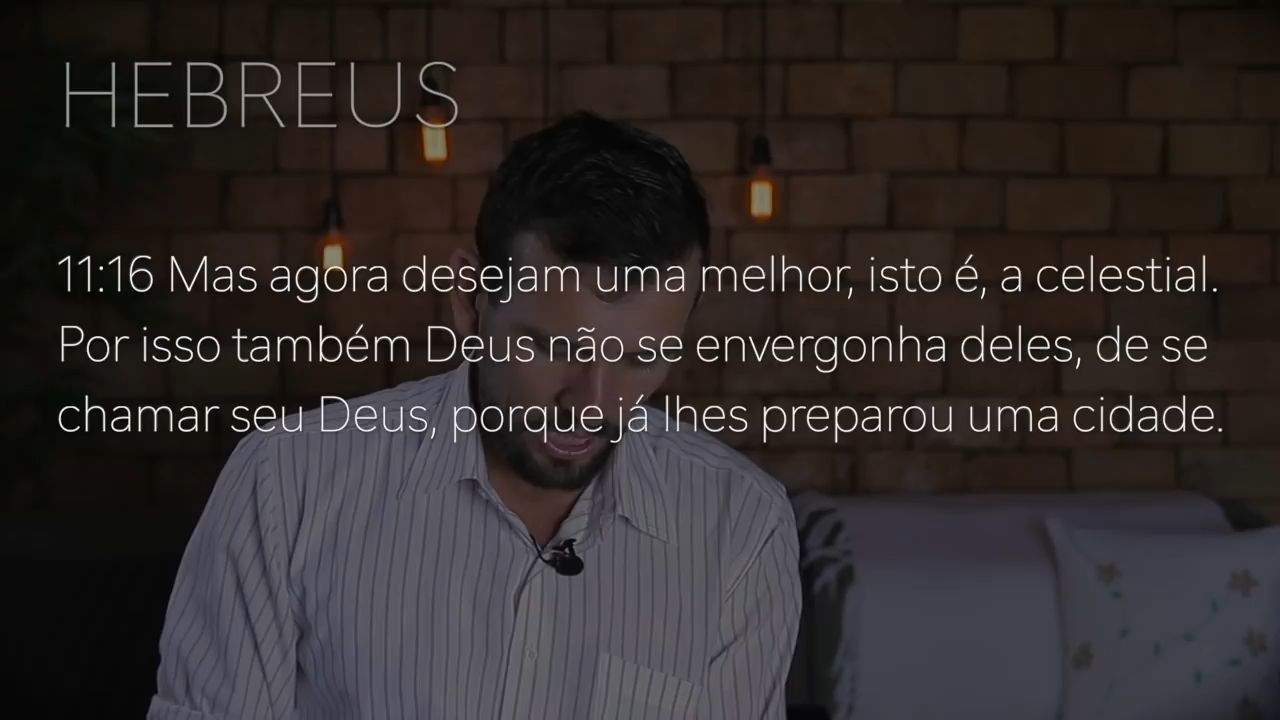 HEBREUS
11:16 Mas agora desejam uma melhor, isto é, a celestial.
Por isso também Deus não se envergonha deles, de se
chamar seu Deus, porque já lhes preparou uma cidade.